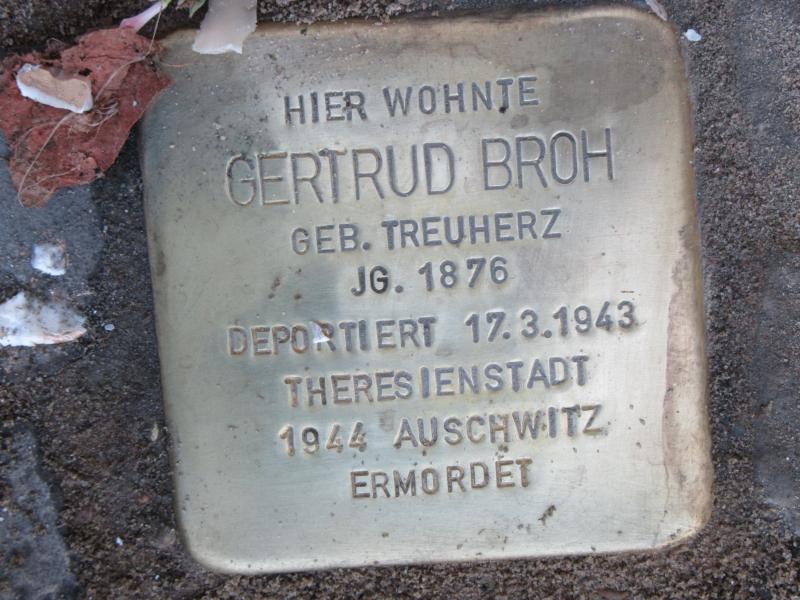 HIER WOHNTE
GERTRUD BROH
GEB. TREUHERZ
JG. 1876
DEPORTIERT 17.3.1943
THERESIENSTADT
1944 AUSCHWITZ
ERMORDET